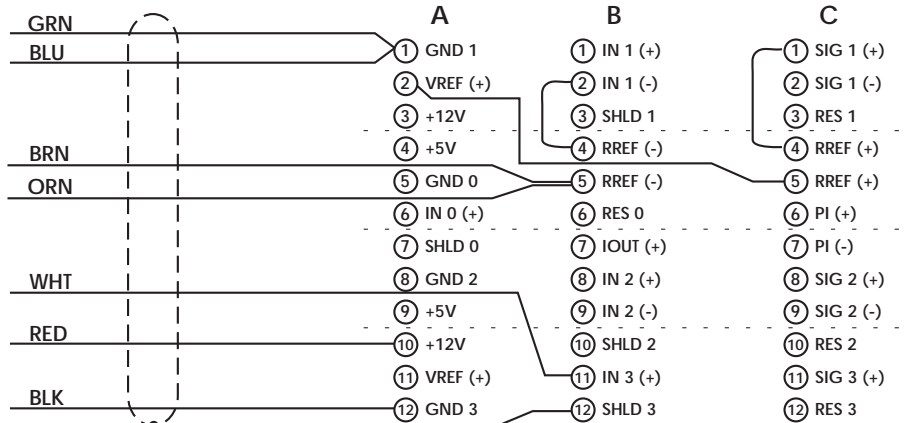 A B C
GRN
BLU
BRN
ORN
WHT
RED
BLK
1 GND 1
2 VREF (+)
3 +12V
4 +5V
5 GND 0
6 IN 0 (+)
7 SHLD 0
8 GND 2
9 +5V
10 +12V
11 VREF (+)
12 GND 3
1 IN 1 (+)
2 IN 1 (-)
3 SHLD 1
4 RREF (-)
5 RREF (-)
6 RES 0
7 IOUT (+)
8 IN 2 (+)
9 IN 2 (-)
10 SHLD 2
11 IN 3 (+)
12 SHLD 3
1 SIG 1 (+)
2 SIG 1 (-)
3 RES 1
4 RREF (+)
5 RREF (+)
6 PI (+)
7 PI (-)
8 SIG 2 (+)
9 SIG 2 (-)
10 RES 2
11 SIG 3 (+)
12 RES 3